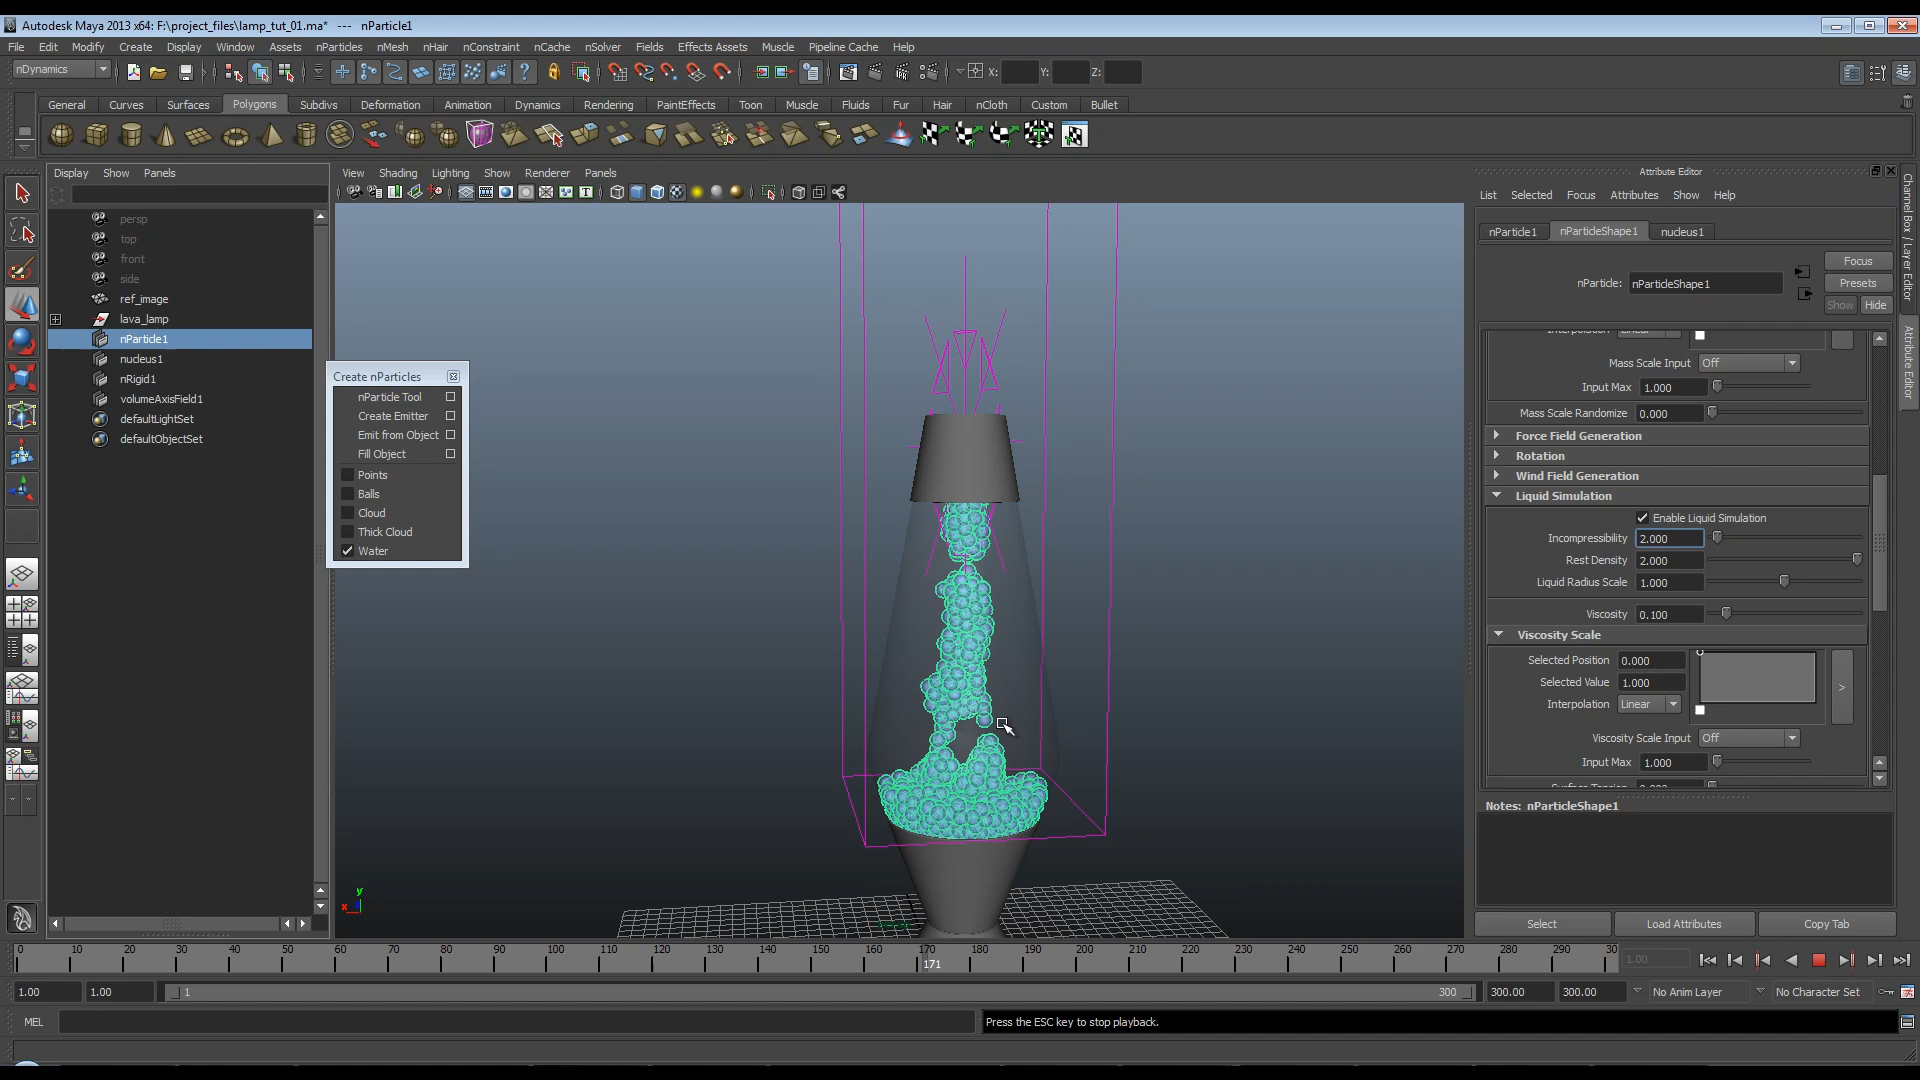 Autodesk Maya 2013 x64: F:\project_files\lamp_tut_01.ma*   ---   nParticle1
File Edit Modify Create Display Window Assets nParticles nMesh nHair nConstraint nCache nSolver Fields Effects Assets Muscle Pipeline Cache Help
nDynamics X: Y: Z:
General Curves Surfaces Polygons Subdivs Deformation Animation Dynamics Rendering PaintEffects Toon Muscle Fluids Fur Hair nCloth Custom Bullet
Display Show Panels
persp
top
front
side
ref_image
lava_lamp
nParticle1
nucleus1
nRigid1
volumeAxisField1
defaultLightSet
defaultObjectSet
Create nParticles
nParticle Tool
Create Emitter
Emit from Object
Fill Object
Points
Balls
Cloud
Thick Cloud
Water
View Shading Lighting Show Renderer Panels
y
x
Attribute Editor
List Selected Focus Attributes Show Help
nParticle1 nParticleShape1 nucleus1
Focus
nParticle: nParticleShape1 Presets
Show Hide
Interpolation Linear
Mass Scale Input Off
Input Max 1.000
Mass Scale Randomize 0.000
Force Field Generation
Rotation
Wind Field Generation
Liquid Simulation
Enable Liquid Simulation
Incompressibility 2.000
Rest Density 2.000
Liquid Radius Scale 1.000
Viscosity 0.100
Viscosity Scale
Selected Position 0.000
Selected Value 1.000
Interpolation Linear
>
Viscosity Scale Input Off
Input Max 1.000
Notes: nParticleShape1
Select Load Attributes Copy Tab
Channel Box / Layer Editor
Attribute Editor
0 10 20 30 40 50 60 70 80 90 100 110 120 130 140 150 160 170 180 190 200 210 220 230 240 250 260 270 280 290 30
171
1.00
1.00 1.00 1 300 300.00 300.00 No Anim Layer No Character Set
MEL Press the ESC key to stop playback.